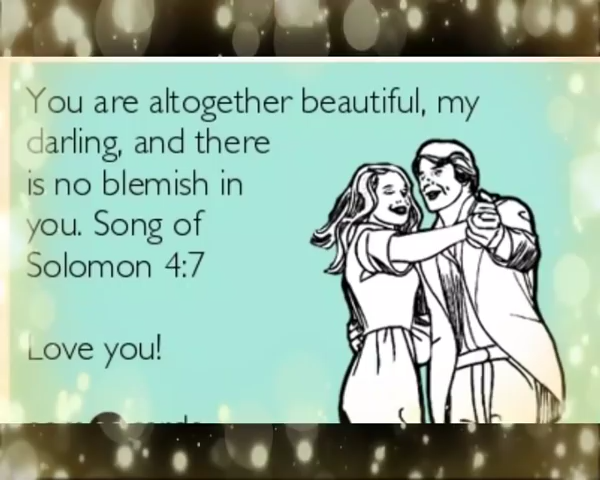 You are altogether beautiful, my
darling, and there
is no blemish in
you. Song of
Solomon 4:7
Love you!